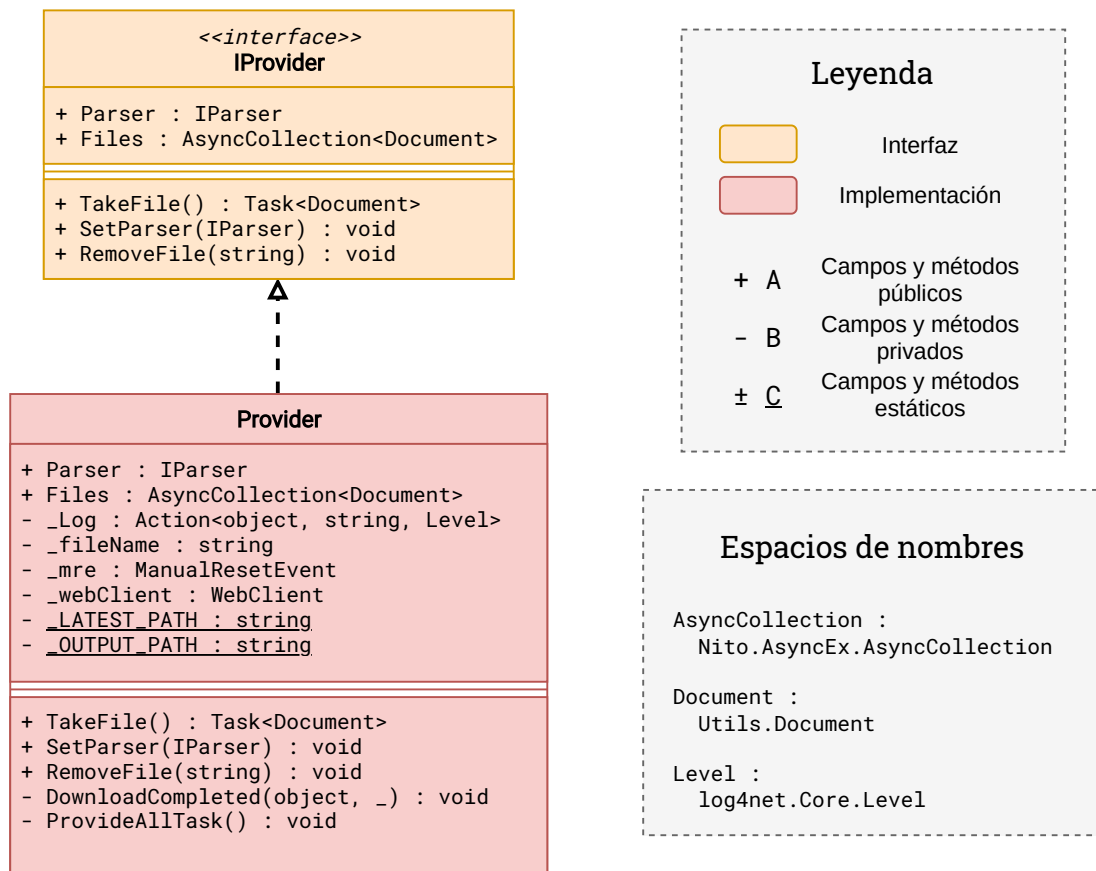 <<interface>>
IProvider
+ Parser : IParser
+ Files : AsyncCollection<Document>
+ TakeFile() : Task<Document>
+ SetParser(IParser) : void
+ RemoveFile(string) : void
Provider
+ Parser : IParser
+ Files : AsyncCollection<Document>
- _Log : Action<object, string, Level>
- _fileName : string
- _mre : ManualResetEvent
- _webClient : WebClient
- _LATEST_PATH : string
- _OUTPUT_PATH : string
+ TakeFile() : Task<Document>
+ SetParser(IParser) : void
+ RemoveFile(string) : void
- DownloadCompleted(object, _) : void
- ProvideAllTask() : void
Leyenda
Interfaz
Implementación
+ A Campos y métodos
públicos
- B Campos y métodos
privados
± C Campos y métodos
estáticos
Espacios de nombres
AsyncCollection :
Nito.AsyncEx.AsyncCollection
Document :
Utils.Document
Level :
log4net.Core.Level